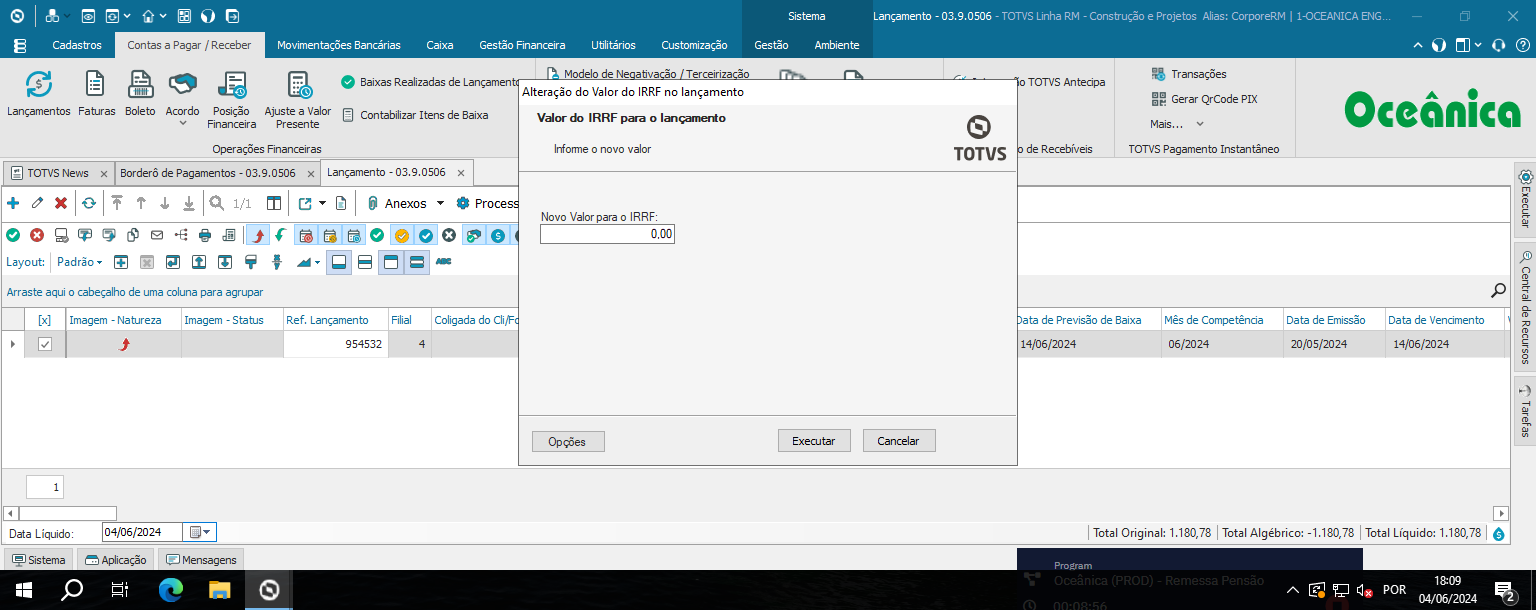 Sistema
Lançamento - 03.9.0506 - TOTVS Linha RM - Construção e Projetos Alias: CorporeRM | 1-OCEANICA ENG...
Cadastros
Contas a Pagar / Receber
Movimentações Bancárias
Caixa
Gestão Financeira
Utilitários
Customização
Gestão
Ambiente
Lançamentos
Faturas
Boleto
Acordo
Posição Financeira
Ajuste a Valor Presente
Baixas Realizadas de Lançamento
Contabilizar Itens de Baixa
Operações Financeiras
Modelo de Negativação / Terceirização
TOTVS Antecipa
o de Recebíveis
Transações
Gerar QrCode PIX
Mais...
TOTVS Pagamento Instantâneo
Oceânica
TOTVS News
Borderô de Pagamentos - 03.9.0506
Lançamento - 03.9.0506
1/1
Anexos
Process
Layout:
Padrão
ABC
Arraste aqui o cabeçalho de uma coluna para agrupar
[x]
Imagem - Natureza
Imagem - Status
Ref. Lançamento
Filial
Coligada do Cli/Fo
Data de Previsão de Baixa
Mês de Competência
Data de Emissão
Data de Vencimento
954532
4
14/06/2024
06/2024
20/05/2024
14/06/2024
Alteração do Valor do IRRF no lançamento
Valor do IRRF para o lançamento
Informe o novo valor
TOTVS
Novo Valor para o IRRF:
0,00
Opções
Executar
Cancelar
Executar
Central de Recursos
Tarefas
1
Data Líquido:
04/06/2024
Total Original: 1.180,78
Total Algébrico: -1.180,78
Total Líquido: 1.180,78
Sistema
Aplicação
Mensagens
Program
Oceânica (PROD) - Remessa Pensão
00:08:56
POR
18:09
04/06/2024
2